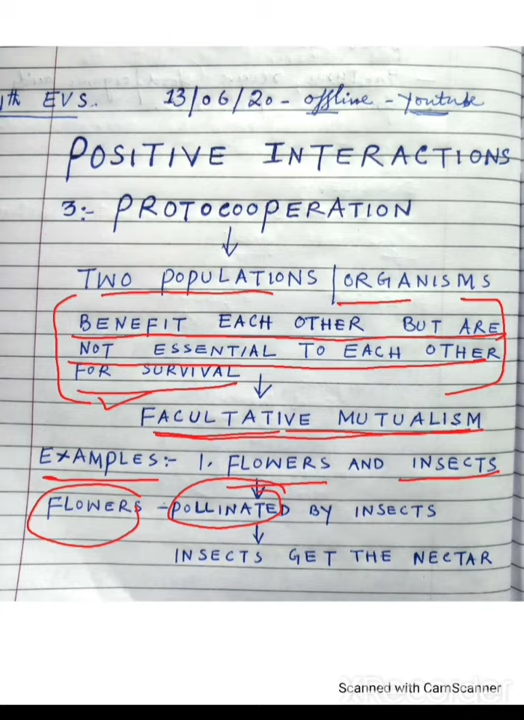 th EVS.. 13/06/20 - offline - Youtube
POSITIVE INTERACTIONS
3:- PROTOCOOPERATION
TWO POPULATIONS | ORGANISMS
BENEFIT EACH OTHER BUT ARE
NOT ESSENTIAL TO EACH OTHER
FOR SURVIVAL
FACULTATIVE MUTUALISM
EXAMPLES:- 1. FLOWERS AND INSECTS
FLOWERS - POLLINATED BY INSECTS
INSECTS GET THE NECTAR
Scanned with CamScanner